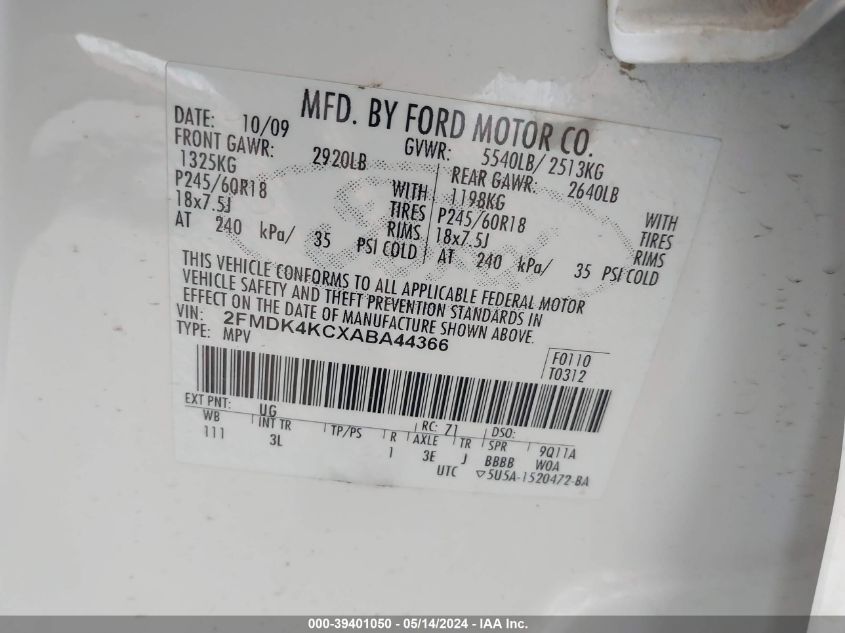 MFD. BY FORD MOTOR CO.
DATE: 10/09 GVWR: 5540LB/ 2513KG
FRONT GAWR: 2920LB REAR GAWR: 2640LB
1325KG WITH 1198KG WITH
P245/60R18 TIRES P245/60R18 TIRES
18x7.5J RIMS 18x7.5J RIMS
AT 240 kPa/ 35 PSI COLD AT 240 kPa/ 35 PSI COLD
THIS VEHICLE CONFORMS TO ALL APPLICABLE FEDERAL MOTOR
VEHICLE SAFETY AND THEFT PREVENTION STANDARDS IN
EFFECT ON THE DATE OF MANUFACTURE SHOWN ABOVE.
VIN: 2FMDK4KCXABA44366
TYPE: MPV
F0110
T0312
EXT PNT: UG RC: 71 DSO:
WB INT TR TP/PS R AXLE TR SPR 9Q11A
111 3L 1 3E J BBBB W0A
UTC ▽5U5A-1520472-BA
000-39401050 - 05/14/2024 - IAA Inc.